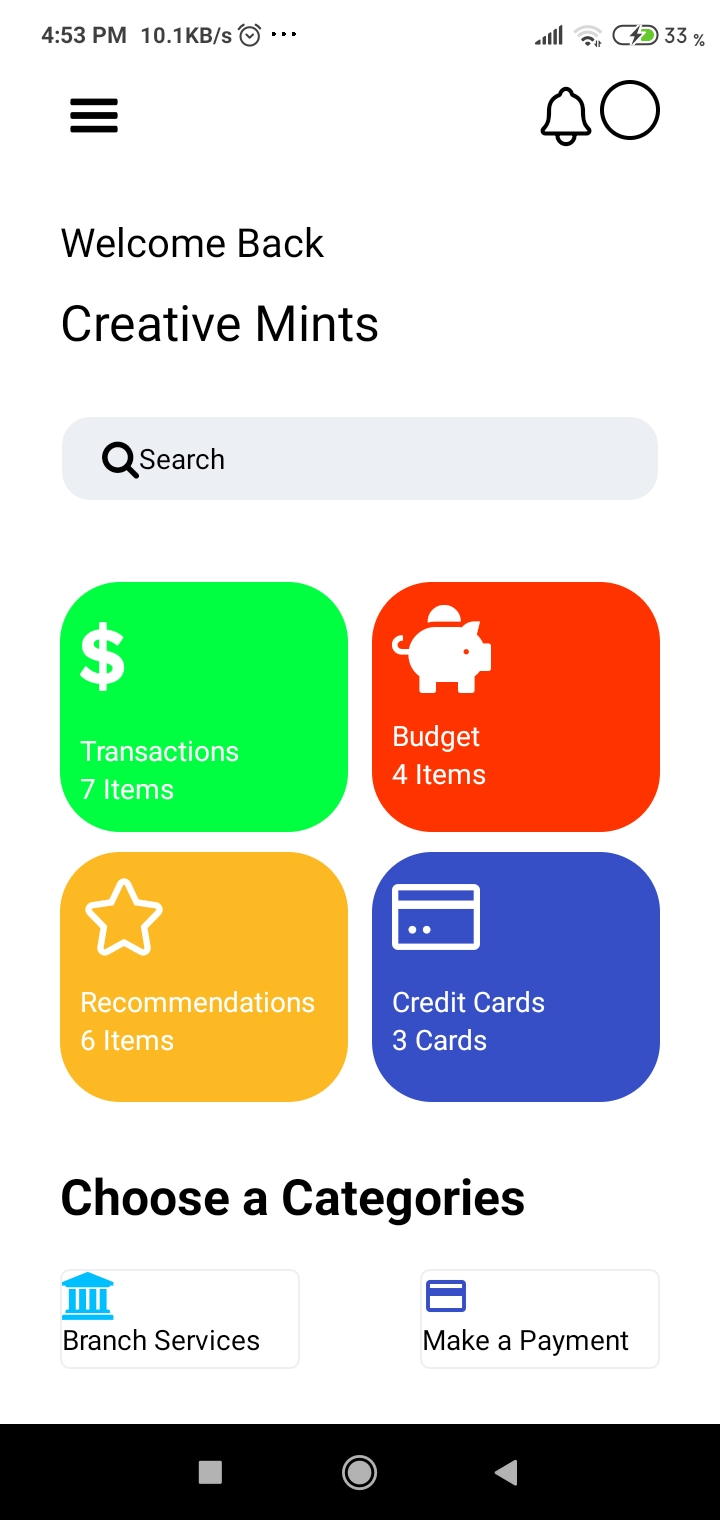 4:53 PM 10.1KB/s ...
33 %
Welcome Back
Creative Mints
Search
$
Transactions
7 Items
Budget
4 Items
Recommendations
6 Items
Credit Cards
3 Cards
Choose a Categories
Branch Services
Make a Payment